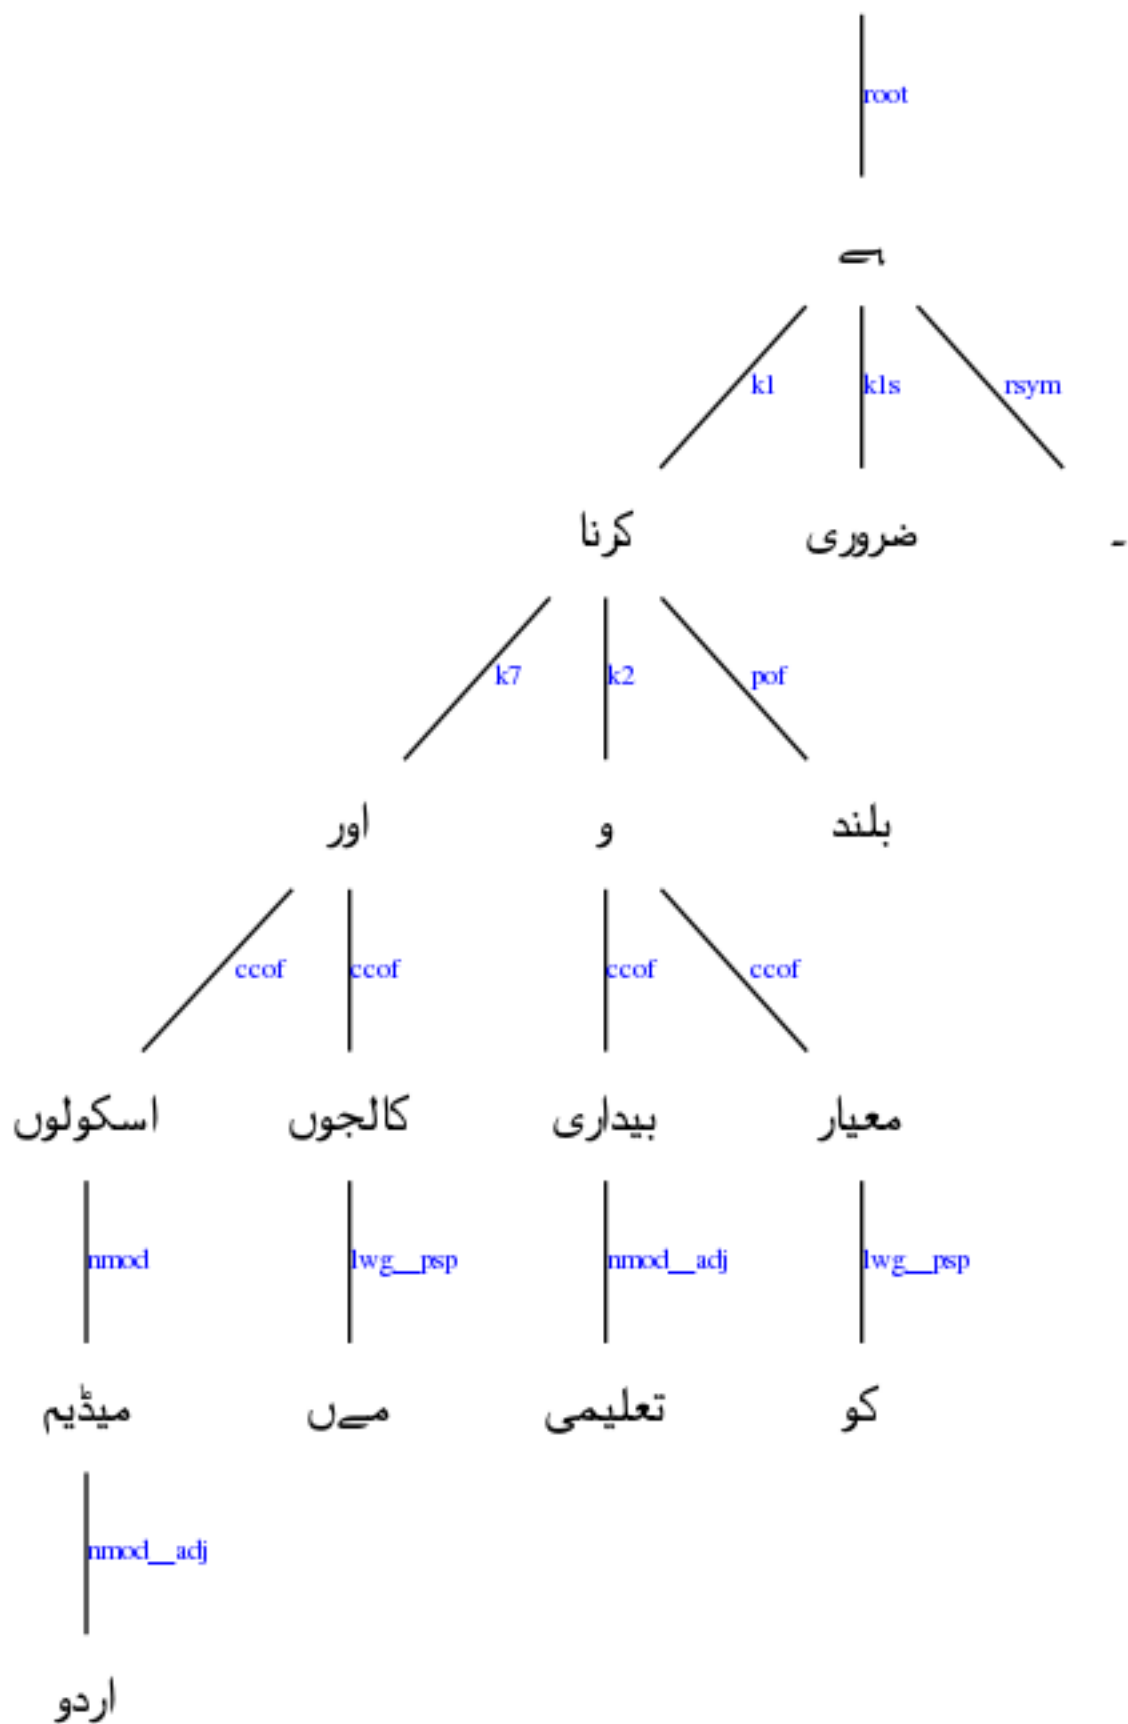 root
ہے
k1 k1s rsym
کرنا ضروری ۔
k7 k2 pof
اور و بلند
ccof ccof ccof ccof
اسکولوں کالجوں بیداری معیار
nmod lwg__psp nmod__adj lwg__psp
میڈیم مےں تعلیمی کو
nmod__adj
اردو